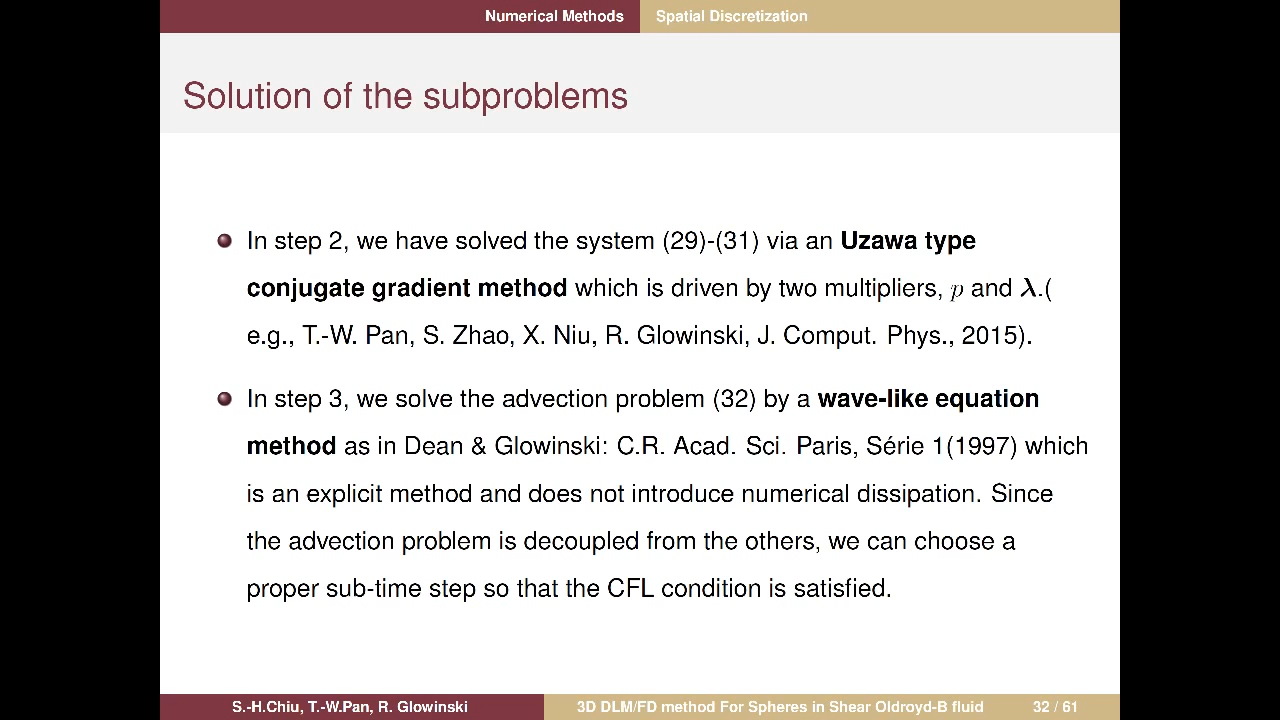 Numerical Methods Spatial Discretization
Solution of the subproblems
In step 2, we have solved the system (29)-(31) via an Uzawa type
conjugate gradient method which is driven by two multipliers, p and λ.(
e.g., T.-W. Pan, S. Zhao, X. Niu, R. Glowinski, J. Comput. Phys., 2015).
In step 3, we solve the advection problem (32) by a wave-like equation
method as in Dean & Glowinski: C.R. Acad. Sci. Paris, Série 1(1997) which
is an explicit method and does not introduce numerical dissipation. Since
the advection problem is decoupled from the others, we can choose a
proper sub-time step so that the CFL condition is satisfied.
S.-H.Chiu, T.-W.Pan, R. Glowinski 3D DLM/FD method For Spheres in Shear Oldroyd-B fluid 32 / 61